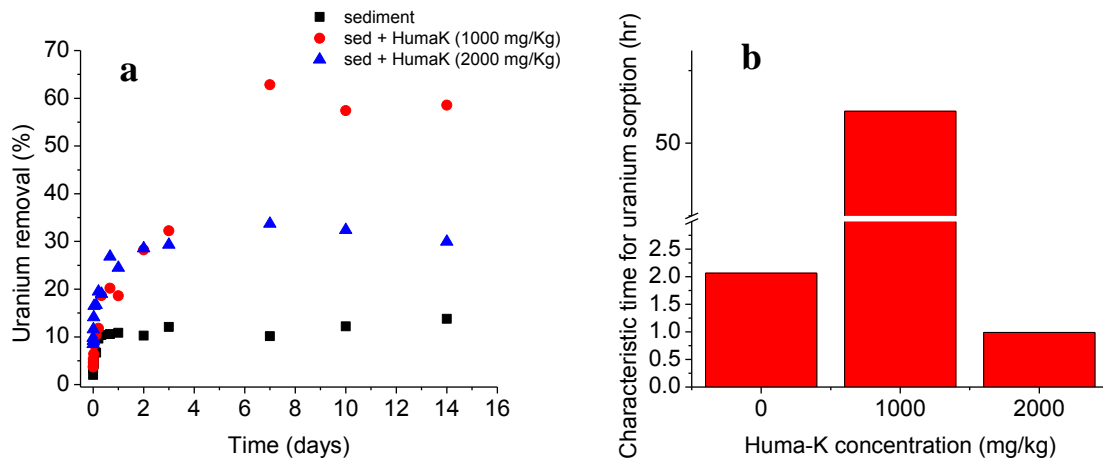 sediment
sed + HumaK (1000 mg/Kg)
sed + HumaK (2000 mg/Kg)
a
Uranium removal (%)
70
60
50
40
30
20
10
0
0 2 4 6 8 10 12 14 16
Time (days)
b
Characteristic time for uranium sorption (hr)
50
2.5
2.0
1.5
1.0
0.5
0.0
0 1000 2000
Huma-K concentration (mg/kg)